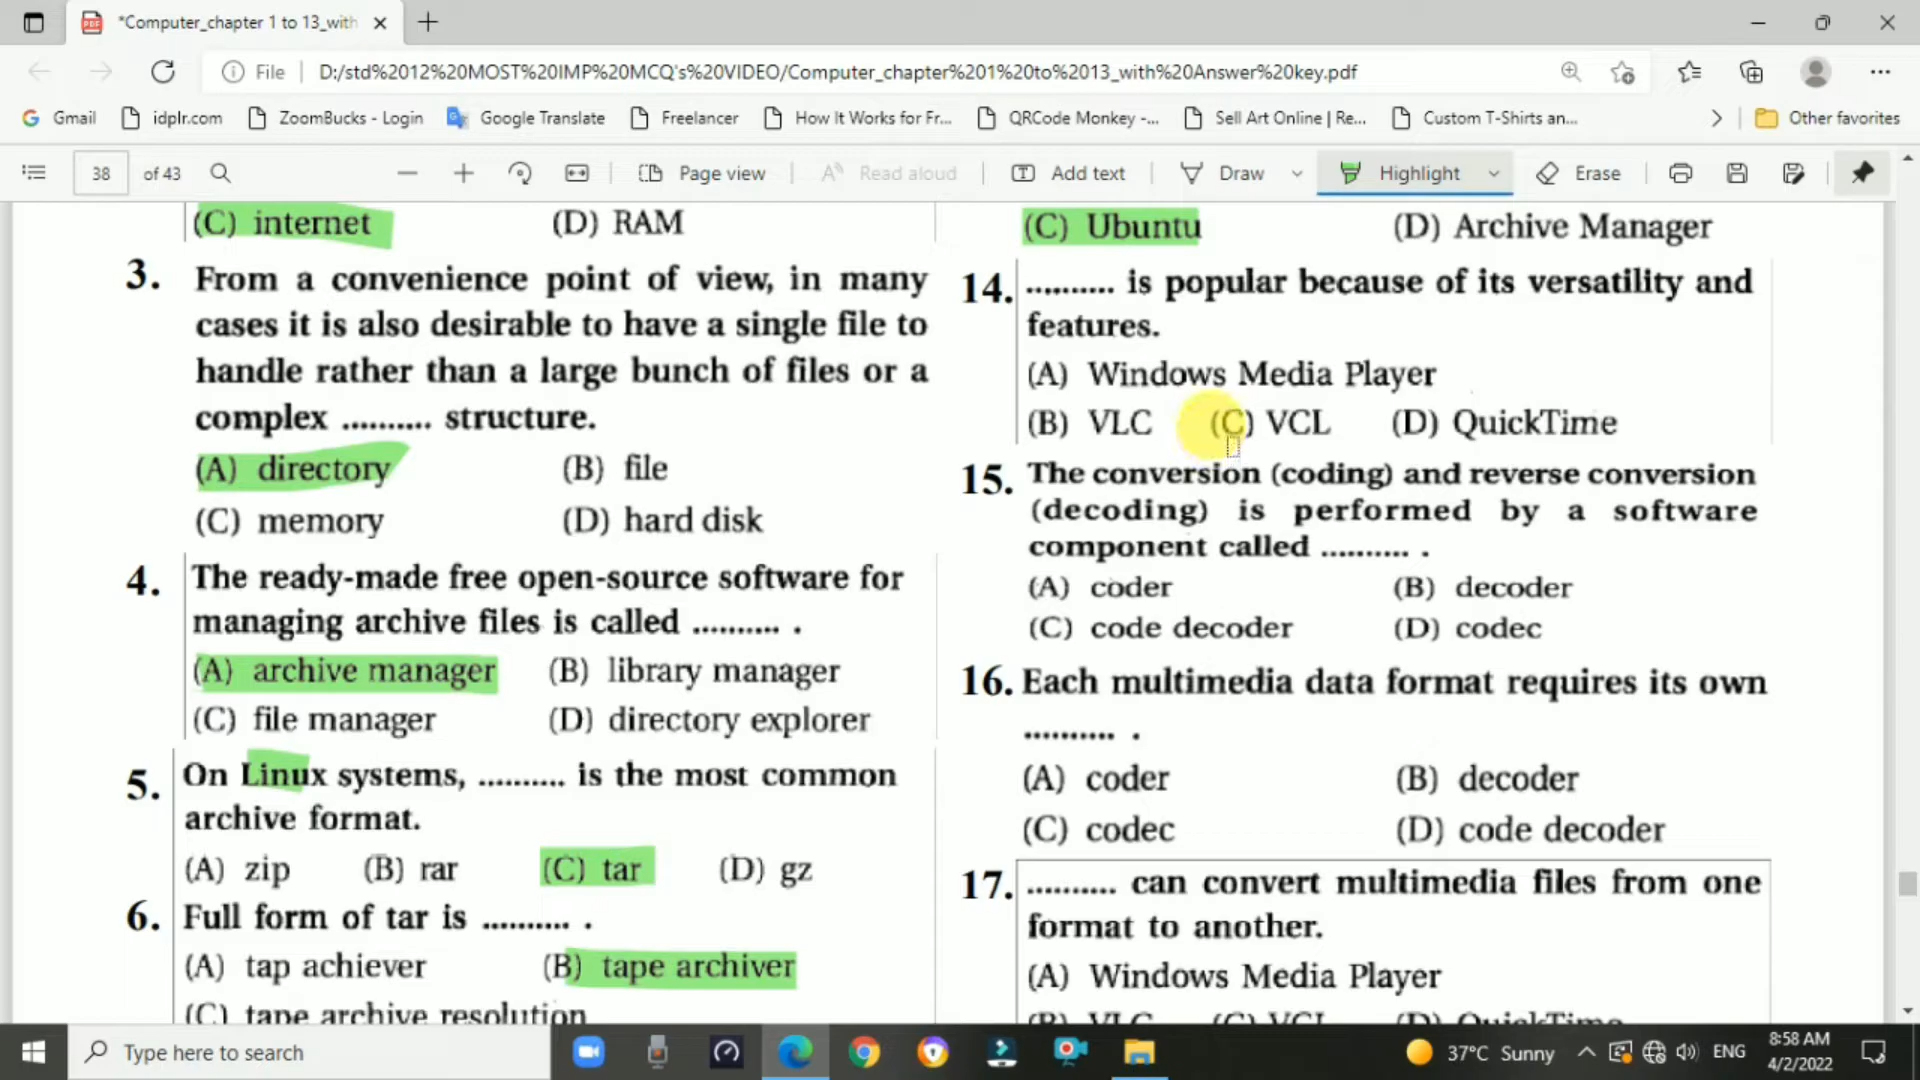 *Computer_chapter 1 to 13_with
File
D:/std%2012%20MOST%20IMP%20MCQ's%20VIDEO/Computer_chapter%201%20to%2013_with%20Answer%20key.pdf
Gmail
idplr.com
ZoomBucks - Login
Google Translate
Freelancer
How It Works for Fr...
QRCode Monkey -...
Sell Art Online | Re...
Custom T-Shirts an...
Other favorites
38 of 43
Page view
Read aloud
Add text
Draw
Highlight
Erase
(C) internet (D) RAM
3. From a convenience point of view, in many
cases it is also desirable to have a single file to
handle rather than a large bunch of files or a
complex .......... structure.
(A) directory (B) file
(C) memory (D) hard disk
4. The ready-made free open-source software for
managing archive files is called .......... .
(A) archive manager (B) library manager
(C) file manager (D) directory explorer
5. On Linux systems, .......... is the most common
archive format.
(A) zip (B) rar (C) tar (D) gz
6. Full form of tar is .......... .
(A) tap achiever (B) tape archiver
(C) tape archive resolution
(C) Ubuntu (D) Archive Manager
14. .......... is popular because of its versatility and
features.
(A) Windows Media Player
(B) VLC (C) VCL (D) QuickTime
15. The conversion (coding) and reverse conversion
(decoding) is performed by a software
component called .......... .
(A) coder (B) decoder
(C) code decoder (D) codec
16. Each multimedia data format requires its own
.......... .
(A) coder (B) decoder
(C) codec (D) code decoder
17. .......... can convert multimedia files from one
format to another.
(A) Windows Media Player
(B) VLC (C) VCL (D) QuickTime
Type here to search
37°C Sunny
ENG
8:58 AM
4/2/2022